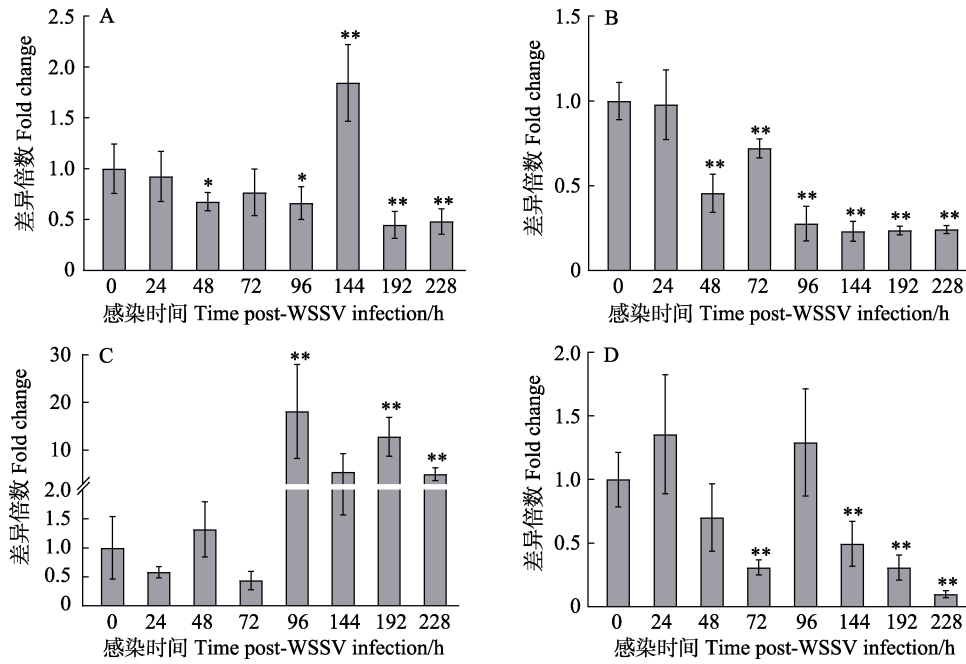 A
差异倍数 Fold change
2.5
2.0
1.5
1.0
0.5
0
**
*
*
**
**
0 24 48 72 96 144 192 228
感染时间 Time post-WSSV infection/h
B
差异倍数 Fold change
1.5
1.0
0.5
0
**
**
**
**
**
**
0 24 48 72 96 144 192 228
感染时间 Time post-WSSV infection/h
C
差异倍数 Fold change
30
20
10
2.0
1.5
1.0
0.5
0
**
**
**
0 24 48 72 96 144 192 228
感染时间 Time post-WSSV infection/h
D
差异倍数 Fold change
2.0
1.5
1.0
0.5
0
**
**
**
**
0 24 48 72 96 144 192 228
感染时间 Time post-WSSV infection/h